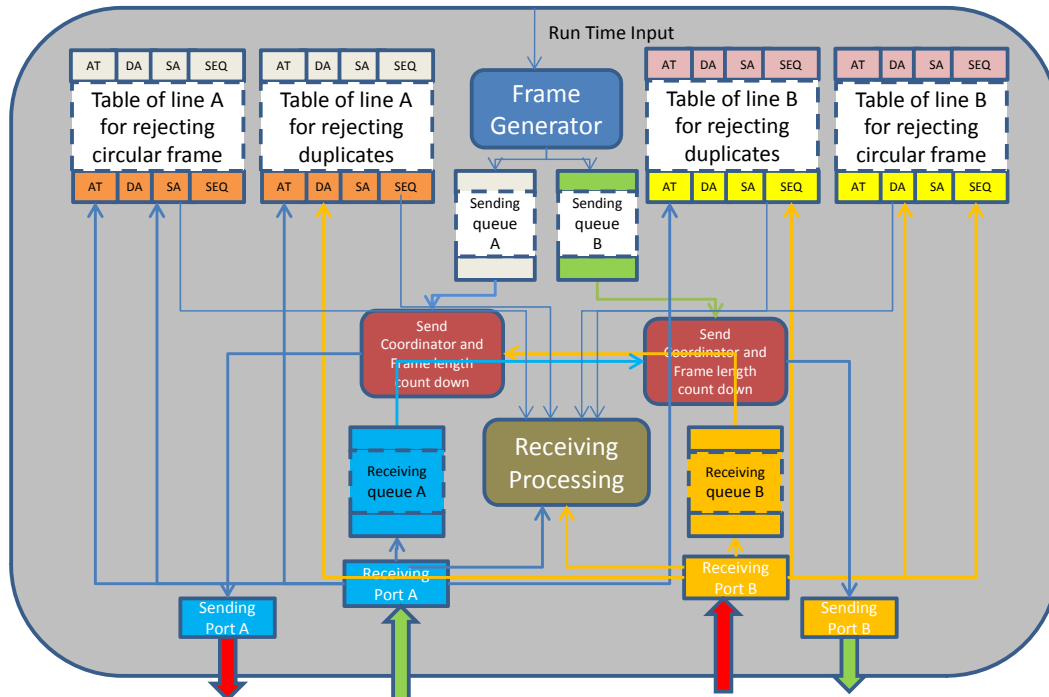 Run Time Input
AT DA SA SEQ
Table of line A
for rejecting
circular frame
AT DA SA SEQ
AT DA SA SEQ
Table of line A
for rejecting
duplicates
AT DA SA SEQ
Frame
Generator
AT DA SA SEQ
Table of line B
for rejecting
duplicates
AT DA SA SEQ
AT DA SA SEQ
Table of line B
for rejecting
circular frame
AT DA SA SEQ
Sending
queue
A
Sending
queue
B
Send
Coordinator and
Frame length
count down
Send
Coordinator and
Frame length
count down
Receiving
queue A
Receiving
Processing
Receiving
queue B
Receiving
Port A
Receiving
Port B
Sending
Port A
Sending
Port B